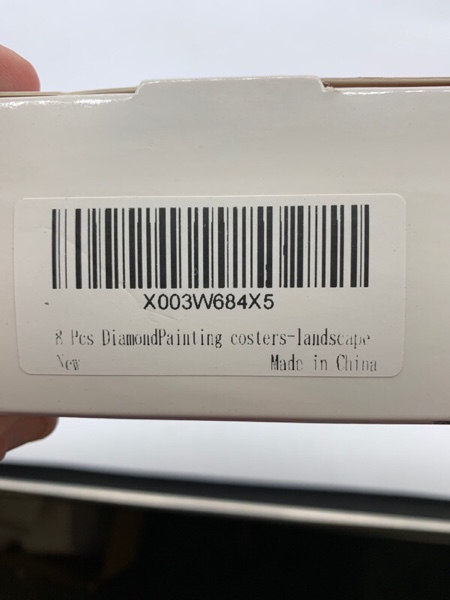 X003W684X5
8 Pcs DiamondPainting costers-landscape
New
Made in China